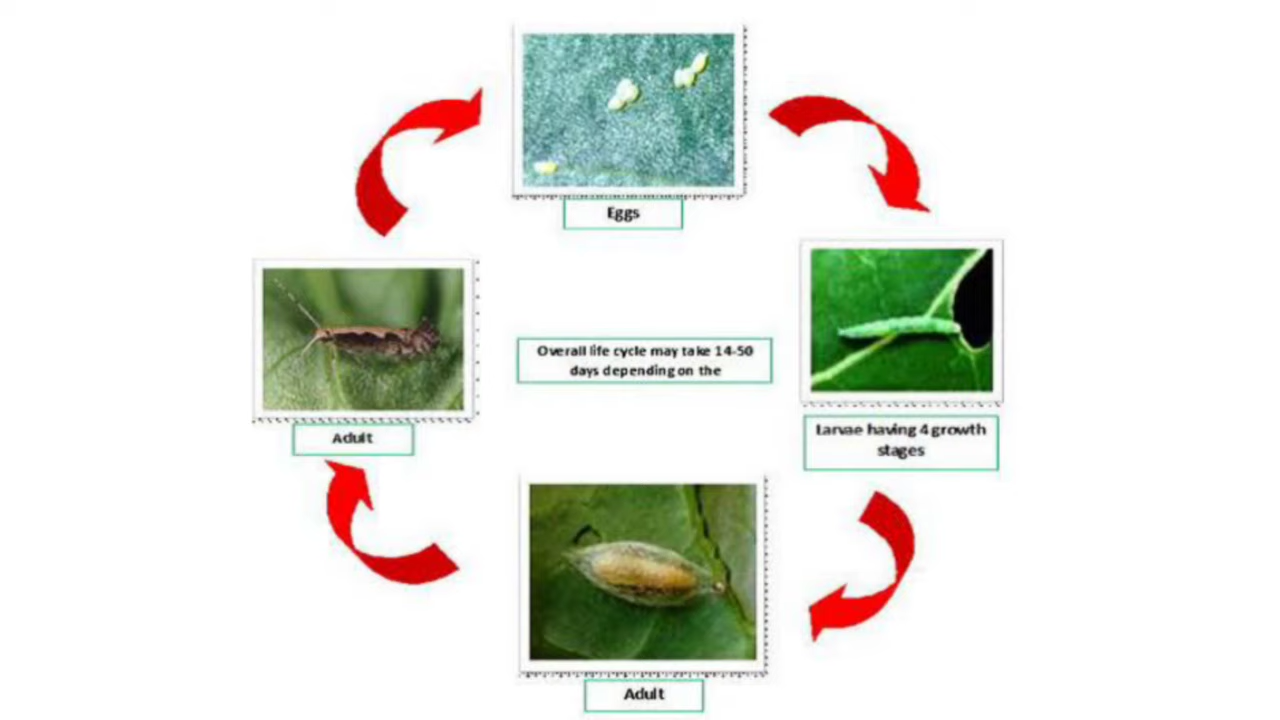 Eggs
Overall life cycle may take 14-50
days depending on the
Larvae having 4 growth
stages
Adult
Adult